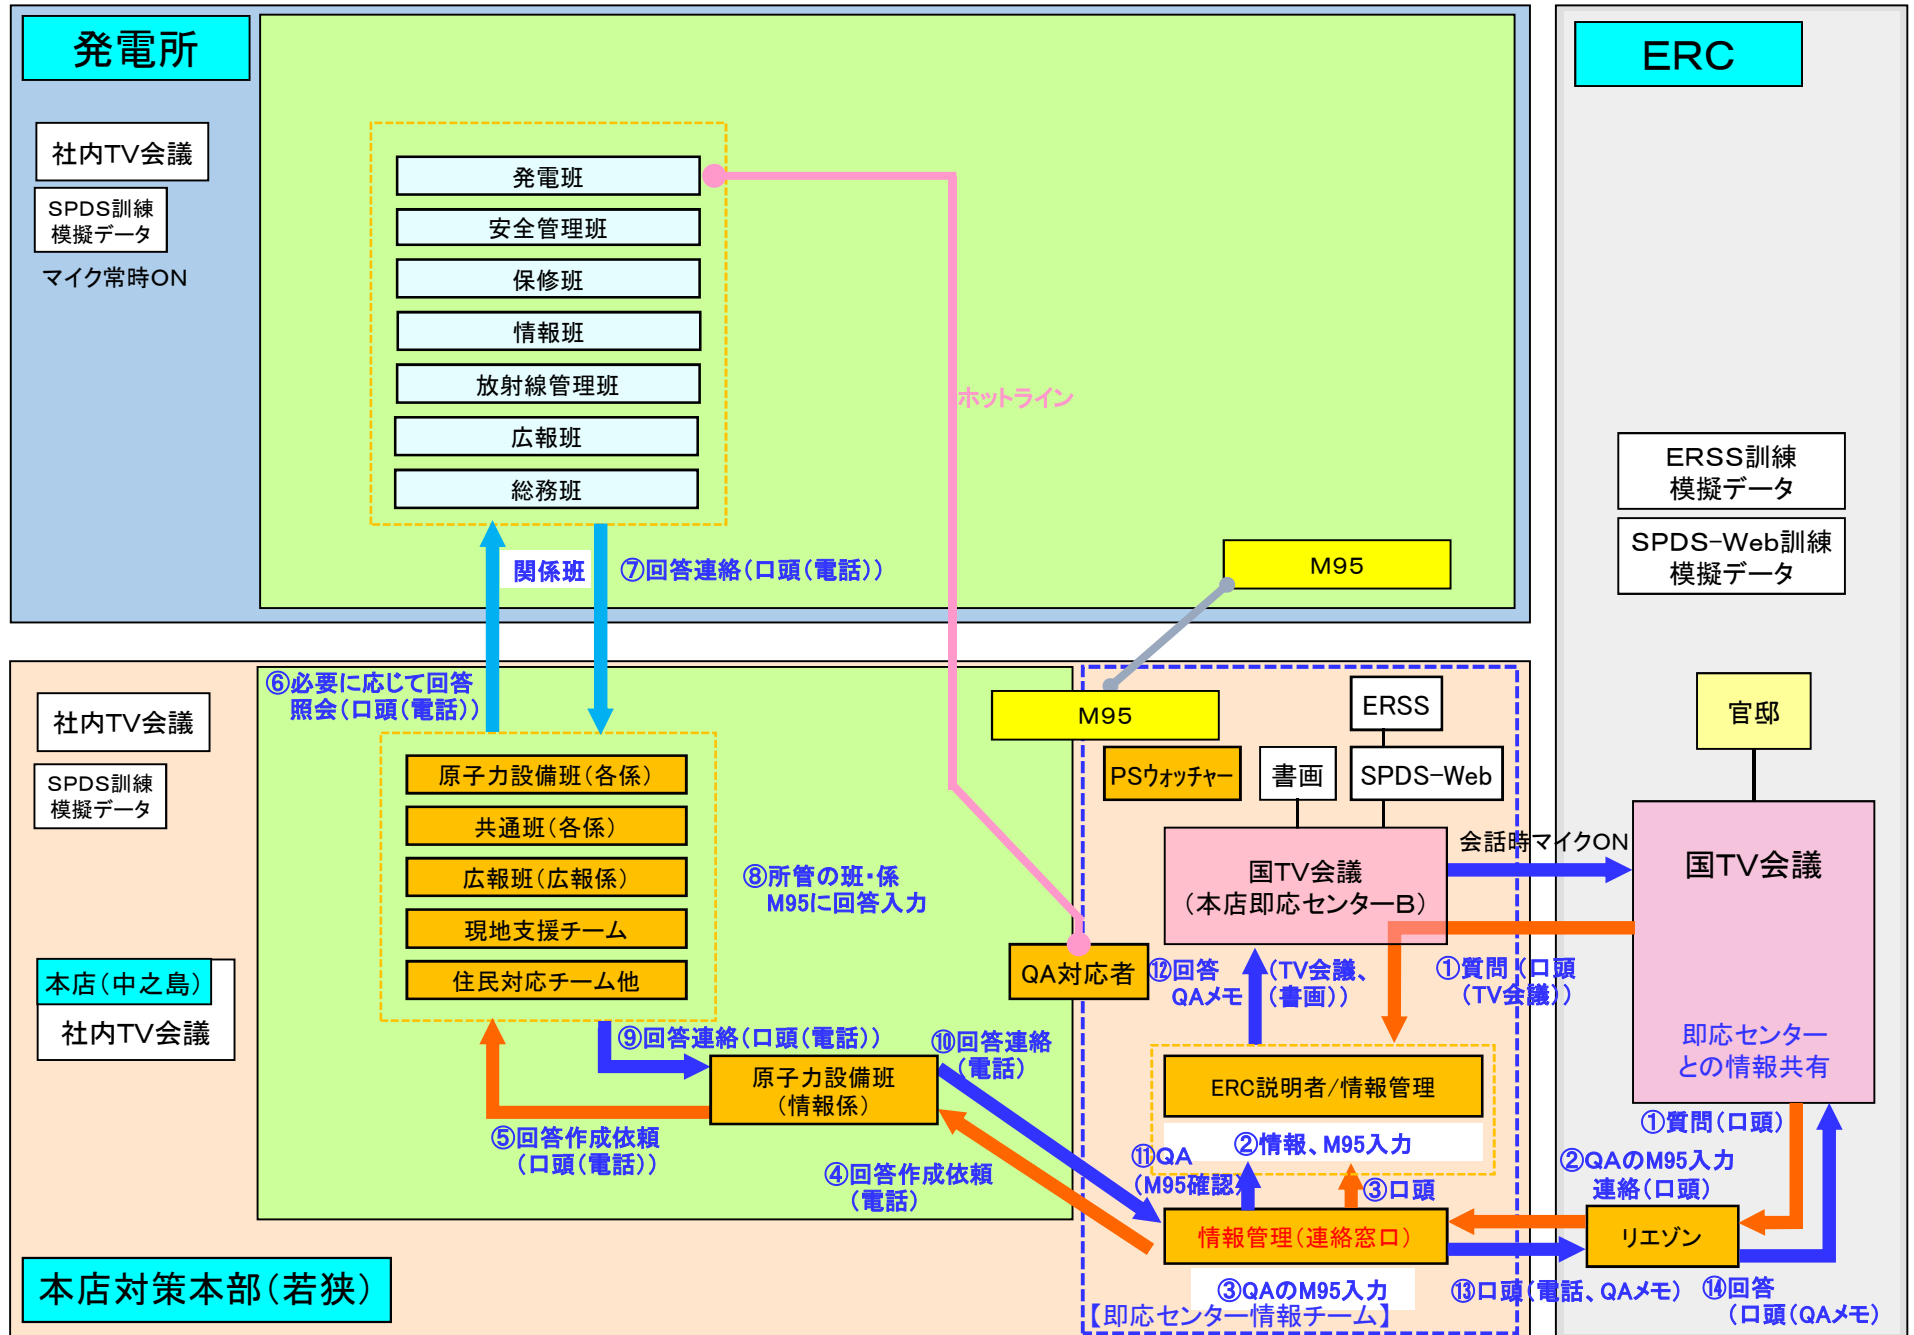 発電所
社内TV会議
SPDS訓練
模擬データ
マイク常時ON
発電班
安全管理班
保修班
情報班
放射線管理班
広報班
総務班
ホットライン
関係班
⑦回答連絡(口頭(電話))
M95
ERC
ERSS訓練
模擬データ
SPDS-Web訓練
模擬データ
官邸
国TV会議
即応センター
との情報共有
①質問(口頭)
②QAのM95入力
連絡(口頭)
リエゾン
⑭回答
(口頭(QAメモ)
⑥必要に応じて回答
照会(口頭(電話))
社内TV会議
SPDS訓練
模擬データ
本店(中之島)
社内TV会議
本店対策本部(若狭)
原子力設備班(各係)
共通班(各係)
広報班(広報係)
現地支援チーム
住民対応チーム他
⑧所管の班・係
M95に回答入力
⑨回答連絡(口頭(電話))
原子力設備班
(情報係)
⑩回答連絡
(電話)
⑤回答作成依頼
(口頭(電話))
④回答作成依頼
(電話)
M95
PSウォッチャー
書画
ERSS
SPDS-Web
国TV会議
(本店即応センターB)
会話時マイクON
QA対応者
⑫回答
QAメモ
(TV会議、
(書画))
①質問(口頭
(TV会議))
ERC説明者/情報管理
②情報、M95入力
⑪QA
(M95確認)
③口頭
情報管理(連絡窓口)
③QAのM95入力
【即応センター情報チーム】
⑬口頭(電話、QAメモ)